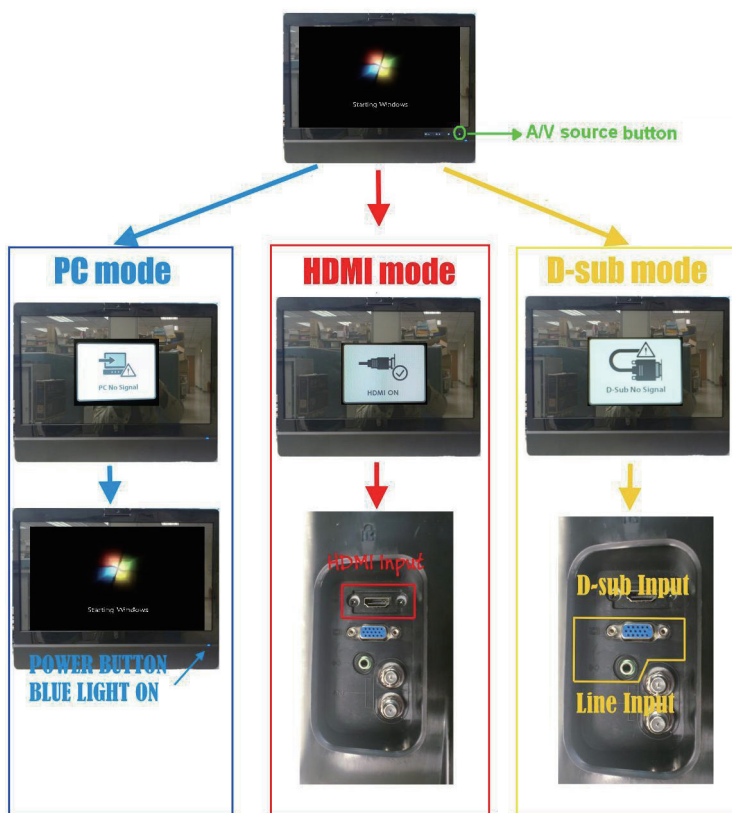 Starting Windows
A/V source button
PC mode
HDMI mode
D-sub mode
PC No Signal
HDMI ON
D-Sub No Signal
Starting Windows
POWER BUTTON
BLUE LIGHT ON
HDMI Input
D-sub Input
Line Input